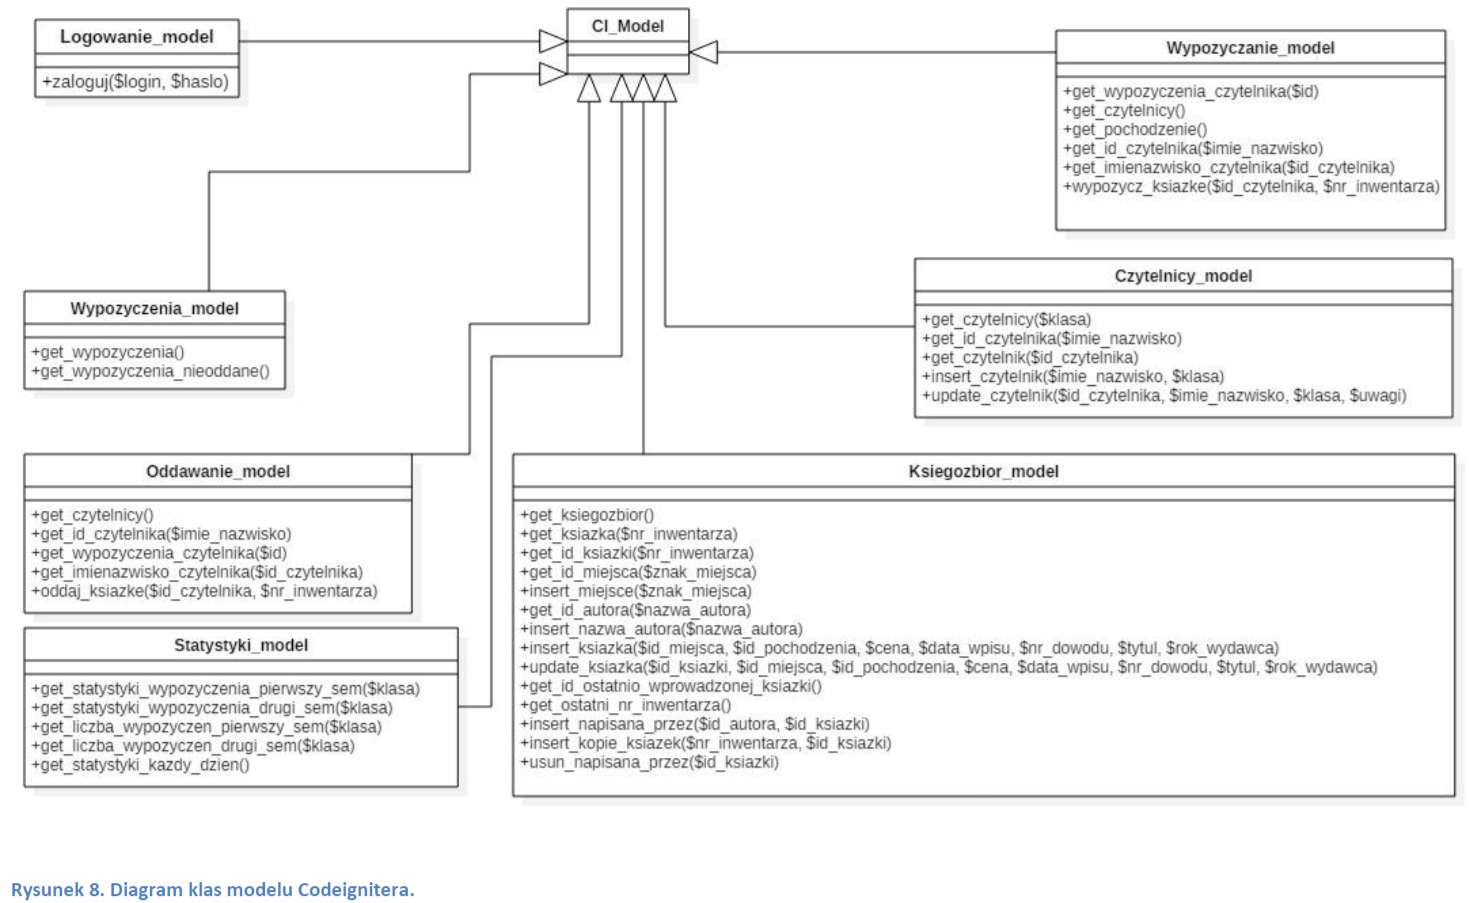 Logowanie_model
+zaloguj($login, $haslo)
CI_Model
Wypozyczanie_model
+get_wypozyczenia_czytelnika($id)
+get_czytelnicy()
+get_pochodzenie()
+get_id_czytelnika($imie_nazwisko)
+get_imienazwisko_czytelnika($id_czytelnika)
+wypozycz_ksiazke($id_czytelnika, $nr_inwentarza)
Wypozyczenia_model
+get_wypozyczenia()
+get_wypozyczenia_nieoddane()
Czytelnicy_model
+get_czytelnicy($klasa)
+get_id_czytelnika($imie_nazwisko)
+get_czytelnik($id_czytelnika)
+insert_czytelnik($imie_nazwisko, $klasa)
+update_czytelnik($id_czytelnika, $imie_nazwisko, $klasa, $uwagi)
Oddawanie_model
+get_czytelnicy()
+get_id_czytelnika($imie_nazwisko)
+get_wypozyczenia_czytelnika($id)
+get_imienazwisko_czytelnika($id_czytelnika)
+oddaj_ksiazke($id_czytelnika, $nr_inwentarza)
Statystyki_model
+get_statystyki_wypozyczenia_pierwszy_sem($klasa)
+get_statystyki_wypozyczenia_drugi_sem($klasa)
+get_liczba_wypozyczen_pierwszy_sem($klasa)
+get_liczba_wypozyczen_drugi_sem($klasa)
+get_statystyki_kazdy_dzien()
Ksiegozbior_model
+get_ksiegozbior()
+get_ksiazka($nr_inwentarza)
+get_id_ksiazki($nr_inwentarza)
+get_id_miejsca($znak_miejsca)
+insert_miejsce($znak_miejsca)
+get_id_autora($nazwa_autora)
+insert_nazwa_autora($nazwa_autora)
+insert_ksiazka($id_miejsca, $id_pochodzenia, $cena, $data_wpisu, $nr_dowodu, $tytul, $rok_wydawca)
+update_ksiazka($id_ksiazki, $id_miejsca, $id_pochodzenia, $cena, $data_wpisu, $nr_dowodu, $tytul, $rok_wydawca)
+get_id_ostatnio_wprowadzonej_ksiazki()
+get_ostatni_nr_inwentarza()
+insert_napisana_przez($id_autora, $id_ksiazki)
+insert_kopie_ksiazek($nr_inwentarza, $id_ksiazki)
+usun_napisana_przez($id_ksiazki)
Rysunek 8. Diagram klas modelu Codeignitera.